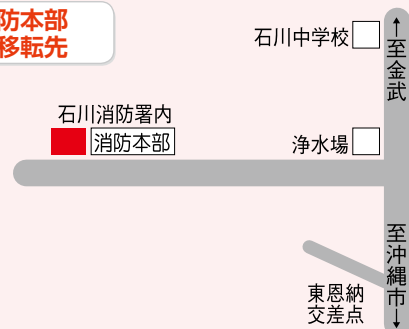 防本部
移転先
石川中学校
↑至金武
石川消防署内
消防本部
浄水場
至沖縄市↓
東恩納
交差点